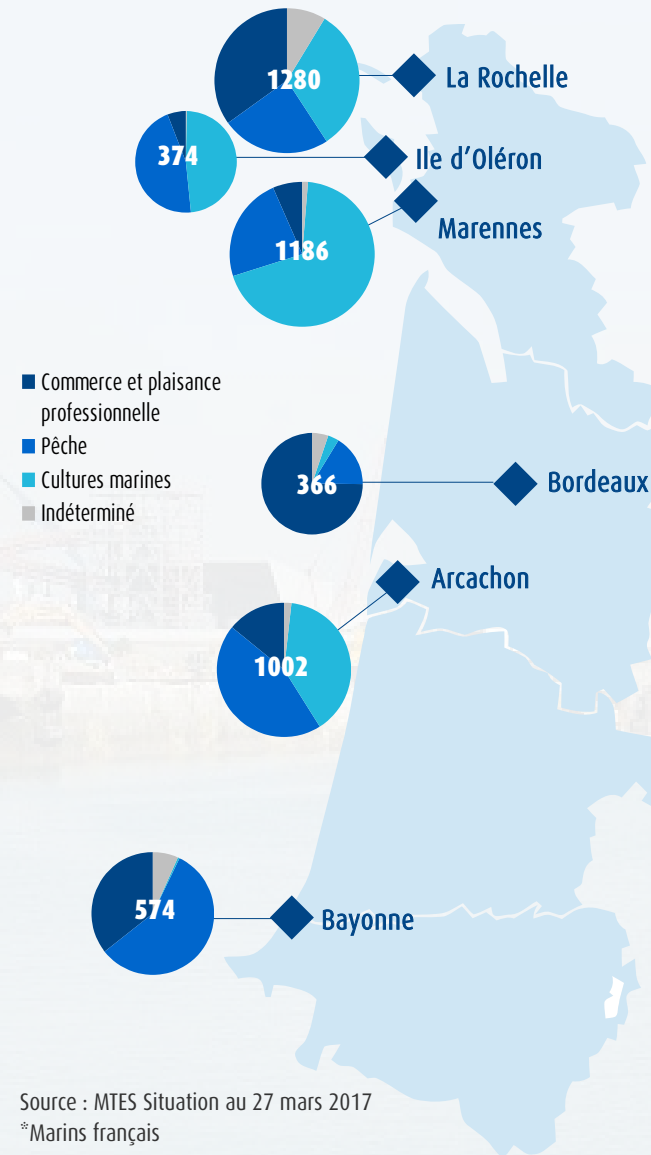 1280
La Rochelle
374
Ile d'Oléron
1186
Marennes
Commerce et plaisance
professionnelle
Pêche
Cultures marines
Indéterminé
366
Bordeaux
Arcachon
1002
574
Bayonne
Source : MTES Situation au 27 mars 2017
*Marins français